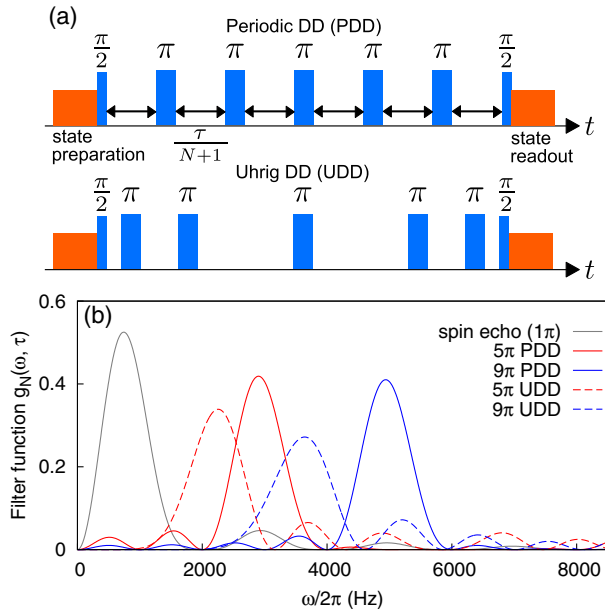 (a)
Periodic DD (PDD)
π/2 π π π π π π/2
t
state preparation
τ/N+1
state readout
Uhrig DD (UDD)
π/2 π π π π π π/2
t
(b)
spin echo (1π)
5π PDD
9π PDD
5π UDD
9π UDD
Filter function g_N(ω, τ)
0.6
0.4
0.2
0
0 2000 4000 6000 8000
ω/2π (Hz)